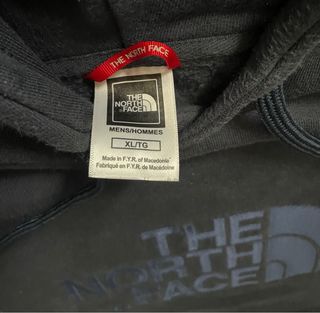 THE NORTH FACE
THE
NORTH
FACE
MENS/HOMMES
XL/TG
Made in F.Y.R. of Macedonia
Fabriqué en F.Y.R. de Macédoine
THE
NORTH
FACE